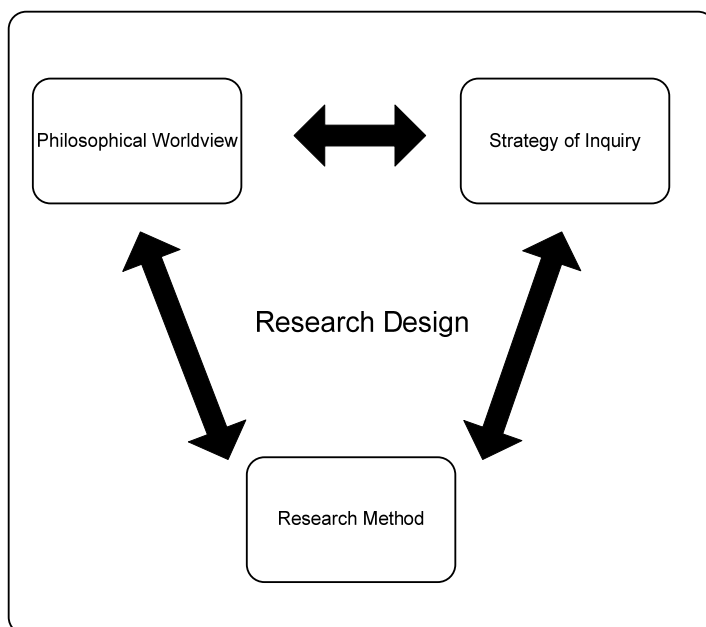 Philosophical Worldview
Strategy of Inquiry
Research Design
Research Method